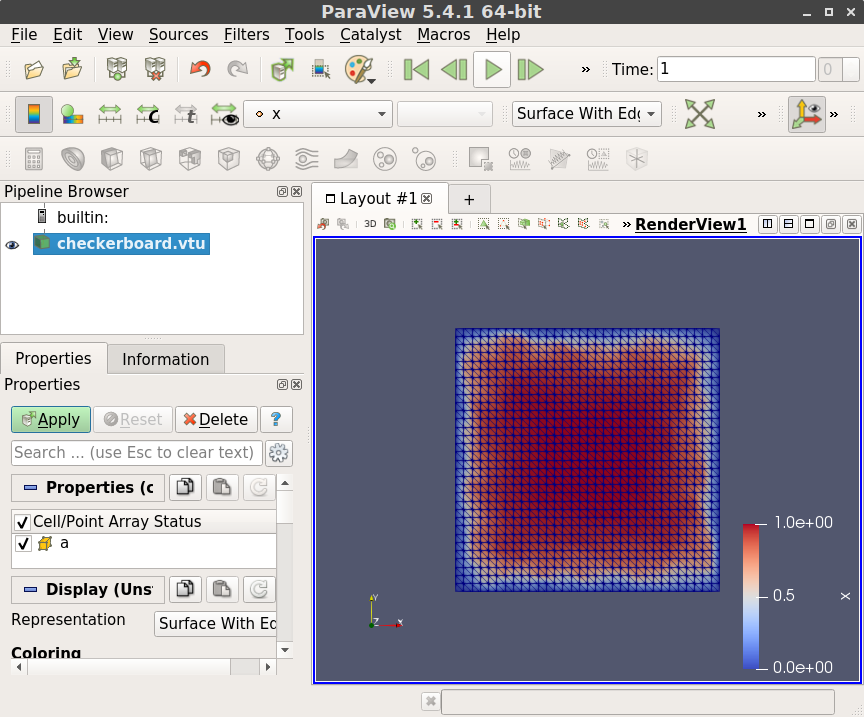 ParaView 5.4.1 64-bit
File Edit View Sources Filters Tools Catalyst Macros Help
» Time: 1 0
C t x Surface With Edg » »
Pipeline Browser
Layout #1 +
builtin:
3D » RenderView1
checkerboard.vtu
Properties Information
Properties
Apply Reset Delete ?
Search ... (use Esc to clear text)
Properties (c
Cell/Point Array Status
a
Display (Uns
Representation Surface With Ed
Coloring
1.0e+00
0.5
0.0e+00
X
Y
Z X